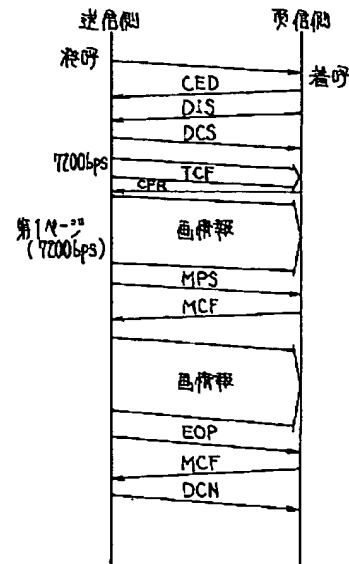 送信側
受信側
発呼
着呼
CED
DIS
DCS
7200bps
TCF
CFR
第1ページ
(7200bps)
画情報
MPS
MCF
画情報
EOP
MCF
DCN